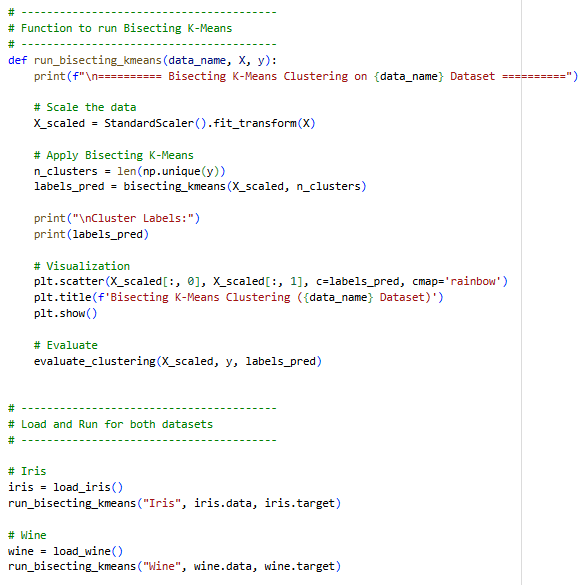 # ----------------------------------------
# Function to run Bisecting K-Means
# ----------------------------------------
def run_bisecting_kmeans(data_name, X, y):
    print(f"\n========== Bisecting K-Means Clustering on {data_name} Dataset ==========")

    # Scale the data
    X_scaled = StandardScaler().fit_transform(X)

    # Apply Bisecting K-Means
    n_clusters = len(np.unique(y))
    labels_pred = bisecting_kmeans(X_scaled, n_clusters)

    print("\nCluster Labels:")
    print(labels_pred)

    # Visualization
    plt.scatter(X_scaled[:, 0], X_scaled[:, 1], c=labels_pred, cmap='rainbow')
    plt.title(f'Bisecting K-Means Clustering ({data_name} Dataset)')
    plt.show()

    # Evaluate
    evaluate_clustering(X_scaled, y, labels_pred)


# ----------------------------------------
# Load and Run for both datasets
# ----------------------------------------

# Iris
iris = load_iris()
run_bisecting_kmeans("Iris", iris.data, iris.target)

# Wine
wine = load_wine()
run_bisecting_kmeans("Wine", wine.data, wine.target)